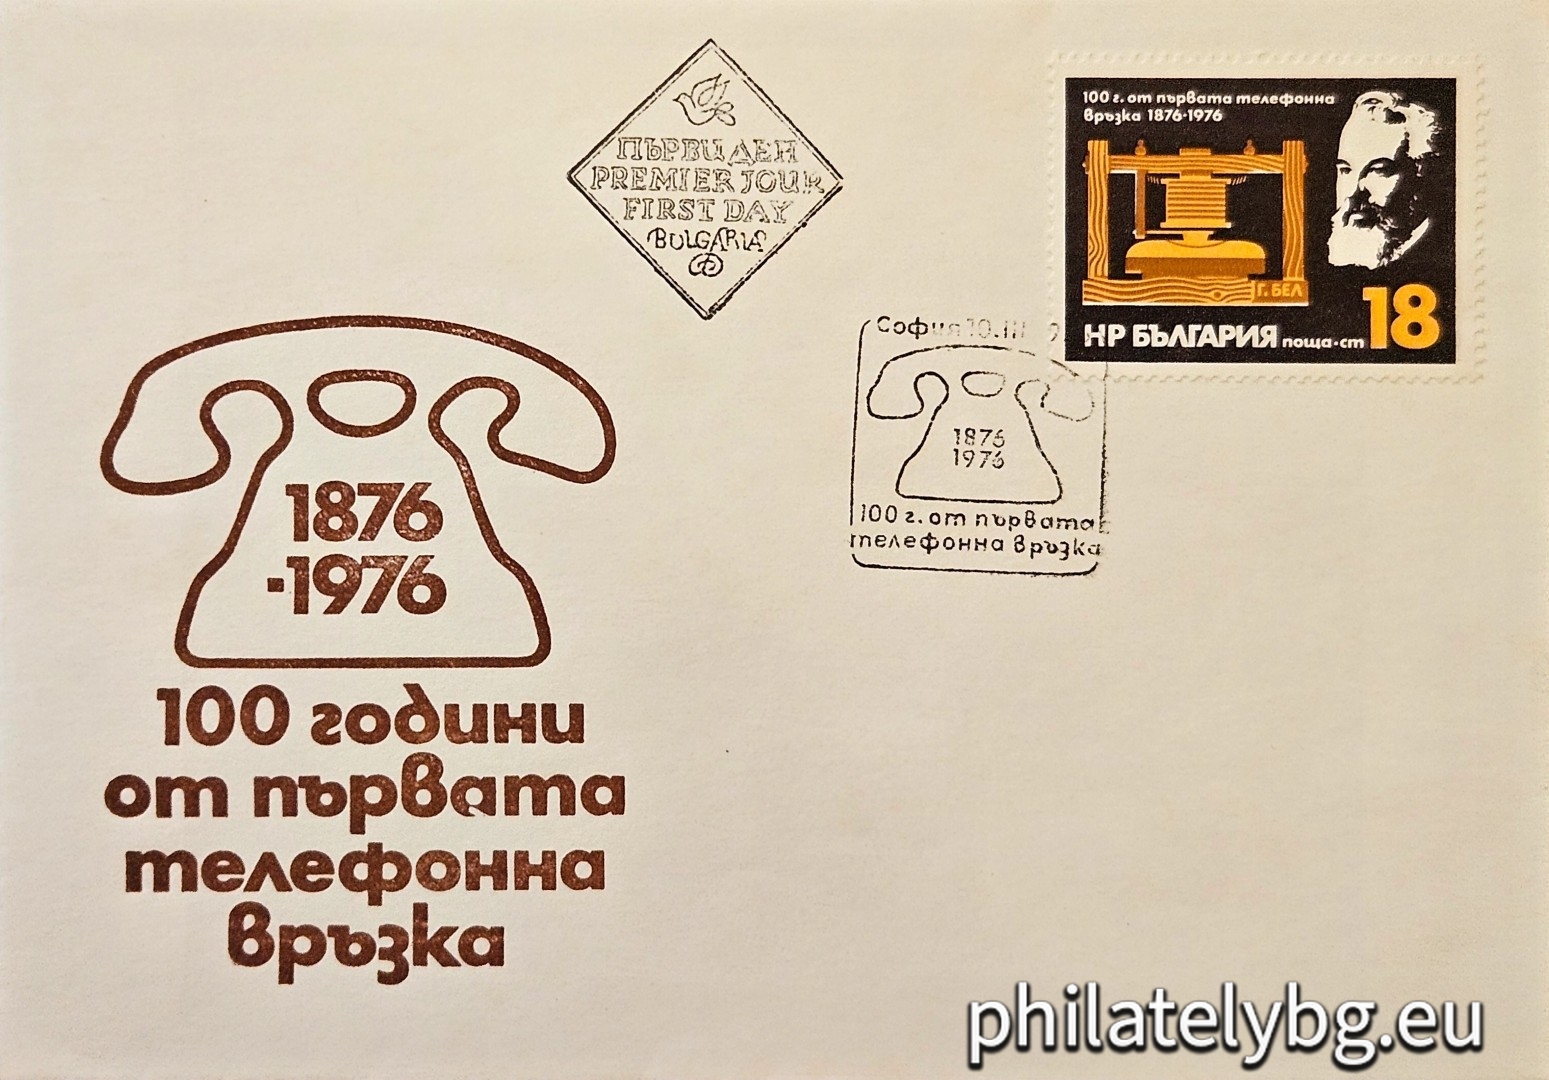 ПЪРВИ ДЕН
PREMIER JOUR
FIRST DAY
BULGARIA
100 г. от първата телефонна
връзка 1876-1976
Г. БЕЛ
НР БЪЛГАРИЯ поща·ст 18
София 10.III
1876
1976
100 г. от първата
телефонна връзка
1876
-1976
100 години
от първата
телефонна
връзка
philatelybg.eu